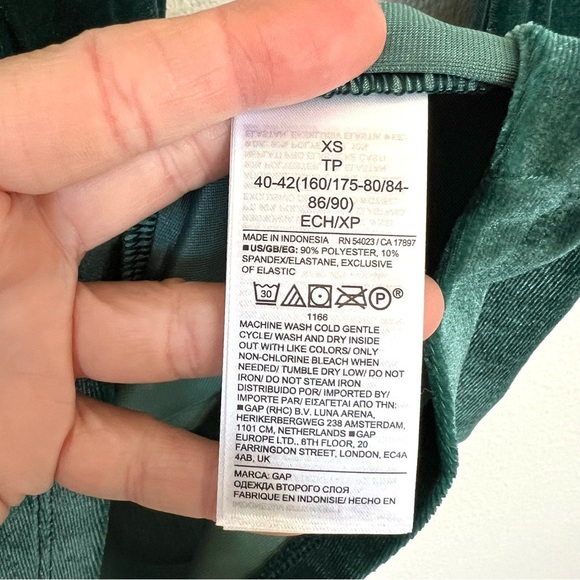 XS
TP
40-42(160/175-80/84-
86/90)
ECH/XP
MADE IN INDONESIA RN 54023 / CA 17897
■US/GB/EG: 90% POLYESTER, 10%
SPANDEX/ELASTANE, EXCLUSIVE
OF ELASTIC
30 P ®
1166
MACHINE WASH COLD GENTLE
CYCLE/ WASH AND DRY INSIDE
OUT WITH LIKE COLORS/ ONLY
NON-CHLORINE BLEACH WHEN
NEEDED/ TUMBLE DRY LOW/ DO NOT
IRON/ DO NOT STEAM IRON
DISTRIBUIDO POR/ IMPORTED BY/
IMPORTE PAR/ ΕΙΣΑΓΕΤΑΙ ΑΠΟ ΤΗΝ:
■GAP (RHC) B.V. LUNA ARENA,
HERIKERBERGWEG 238, AMSTERDAM,
1101 CM, NETHERLANDS ■GAP
EUROPE LTD., 6TH FLOOR, 20
FARRINGDON STREET, LONDON, EC4A
4AB, UK
MARCA: GAP
ОДЕЖДА ВТОРОГО СЛОЯ
FABRIQUE EN INDONESIE/ HECHO EN